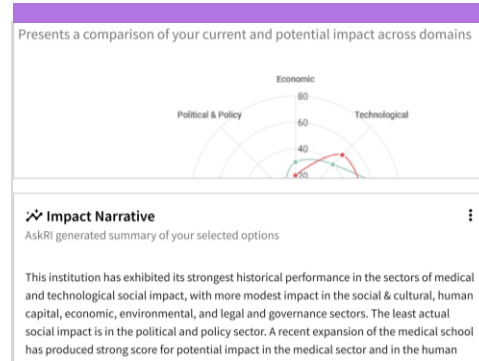 Presents a comparison of your current and potential impact across domains
Economic
80
Political & Policy
Technological
60
40
20
Impact Narrative
AskRI generated summary of your selected options
This institution has exhibited its strongest historical performance in the sectors of medical
and technological social impact, with more modest impact in the social & cultural, human
capital, economic, environmental, and legal and governance sectors. The least actual
social impact is in the political and policy sector. A recent expansion of the medical school
has produced strong score for potential impact in the medical sector and in the human